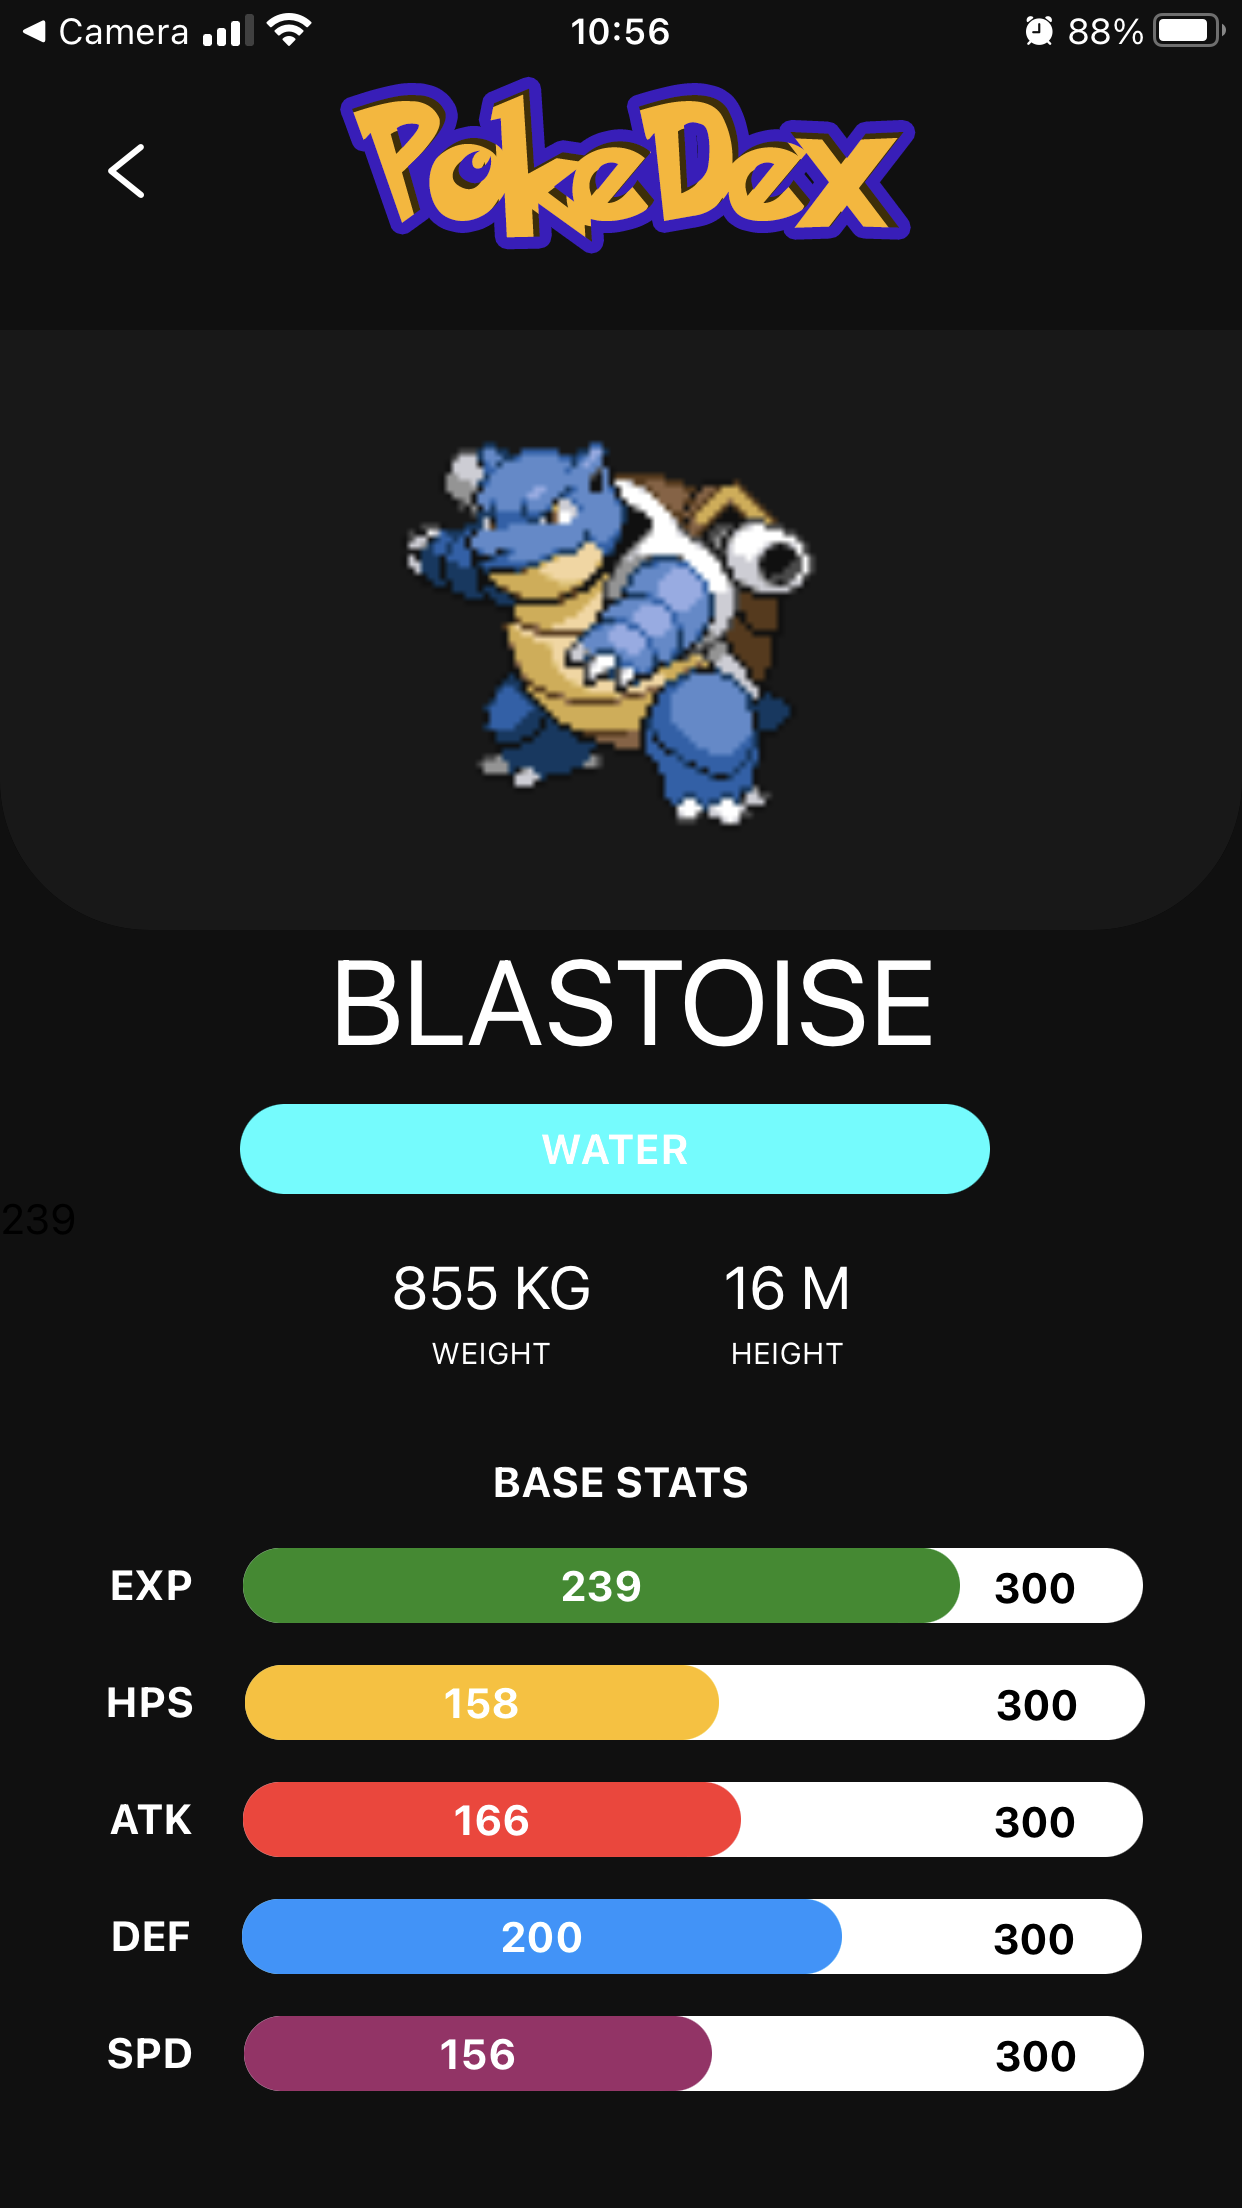 Camera 10:56 88%
PokeDex
BLASTOISE
WATER
239
855 KG 16 M
WEIGHT HEIGHT
BASE STATS
EXP 239 300
HPS 158 300
ATK 166 300
DEF 200 300
SPD 156 300